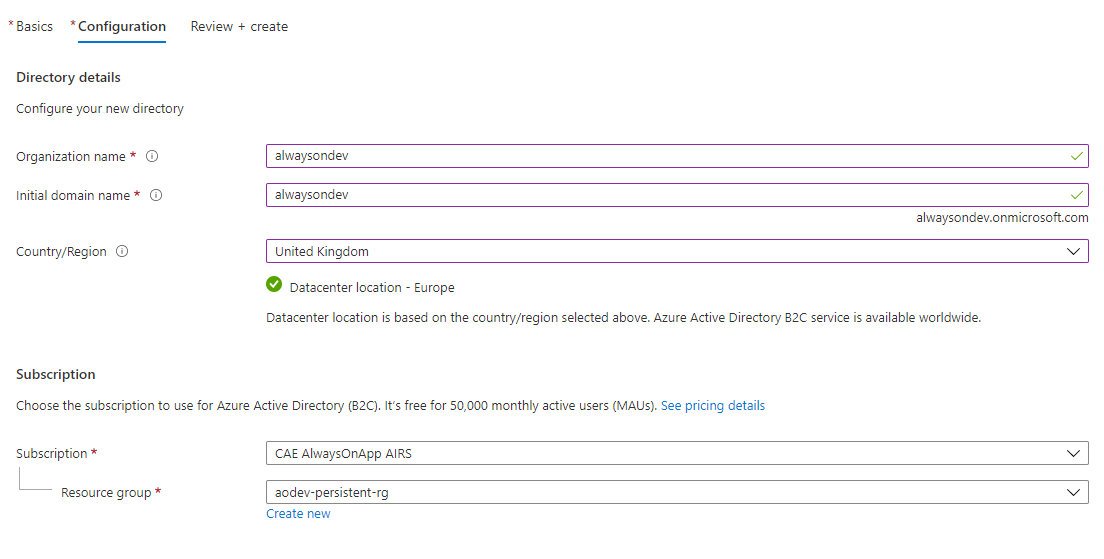 * Basics * Configuration Review + create
Directory details
Configure your new directory
Organization name * alwaysondev
Initial domain name * alwaysondev
alwaysondev.onmicrosoft.com
Country/Region United Kingdom
Datacenter location - Europe
Datacenter location is based on the country/region selected above. Azure Active Directory B2C service is available worldwide.
Subscription
Choose the subscription to use for Azure Active Directory (B2C). It's free for 50,000 monthly active users (MAUs). See pricing details
Subscription * CAE AlwaysOnApp AIRS
Resource group * aodev-persistent-rg
Create new